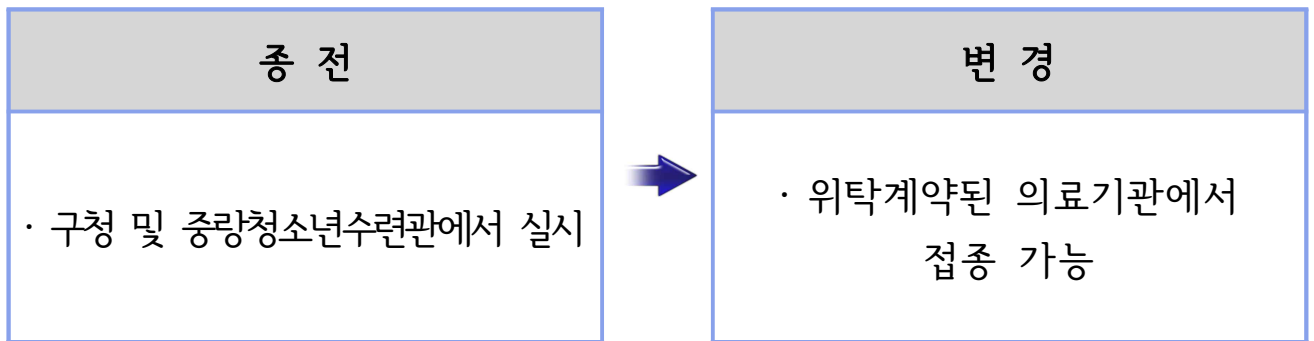 종 전
· 구청 및 중랑청소년수련관에서 실시
변 경
· 위탁계약된 의료기관에서
접종 가능